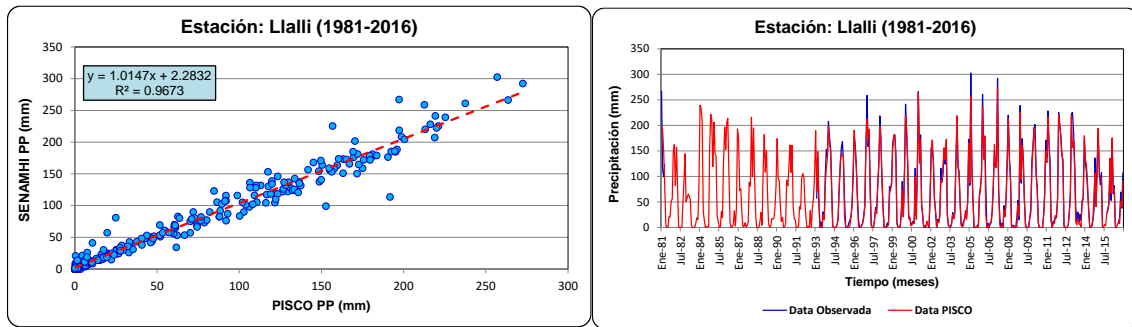 Estación: Llalli (1981-2016)
350
300
250
200
150
100
50
0
SENAMHI PP (mm)
y = 1.0147x + 2.2832
R² = 0.9673
0 50 100 150 200 250 300
PISCO PP (mm)
Estación: Llalli (1981-2016)
350
300
250
200
150
100
50
0
Precipitación (mm)
Ene-81 Jul-82 Ene-84 Jul-85 Ene-87 Jul-88 Ene-90 Jul-91 Ene-93 Jul-94 Ene-96 Jul-97 Ene-99 Jul-00 Ene-02 Jul-03 Ene-05 Jul-06 Ene-08 Jul-09 Ene-11 Jul-12 Ene-14 Jul-15
Tiempo (meses)
Data Observada Data PISCO